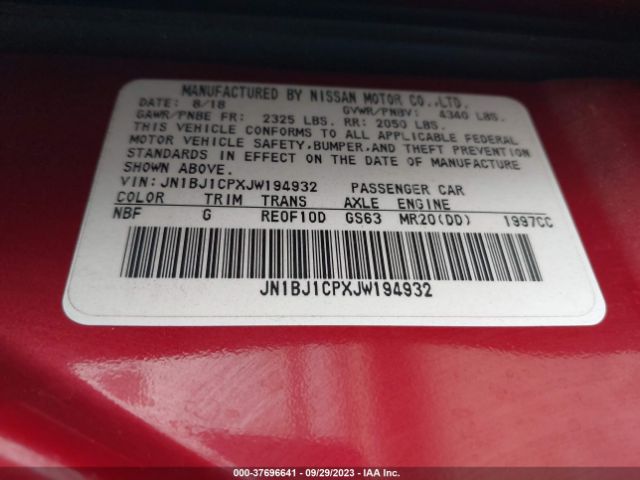 MANUFACTURED BY NISSAN MOTOR CO.,LTD.
DATE: 8/18 GVWR/PNBV: 4340 LBS.
GAWR/PNBE FR: 2325 LBS. RR: 2050 LBS.
THIS VEHICLE CONFORMS TO ALL APPLICABLE FEDERAL
MOTOR VEHICLE SAFETY,BUMPER,AND THEFT PREVENTION
STANDARDS IN EFFECT ON THE DATE OF MANUFACTURE
SHOWN ABOVE.
VIN:JN1BJ1CPXJW194932 PASSENGER CAR
COLOR TRIM TRANS AXLE ENGINE
NBF G RE0F10D GS63 MR20(DD) 1997CC
JN1BJ1CPXJW194932
000-37696641 - 09/29/2023 - IAA Inc.